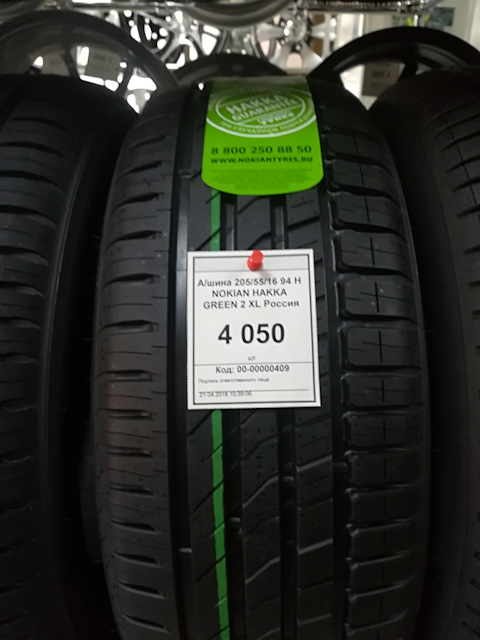 HAKKA
GUARANTEE
TYRES
8 800 250 88 50
WWW.NOKIANTYRES.RU
А/шина 205/55/16 94 H
NOKIAN HAKKA
GREEN 2 XL Россия
4 050
шт
Код: 00-00000409
Подпись ответственного лица
21.04.2018 10:39:06